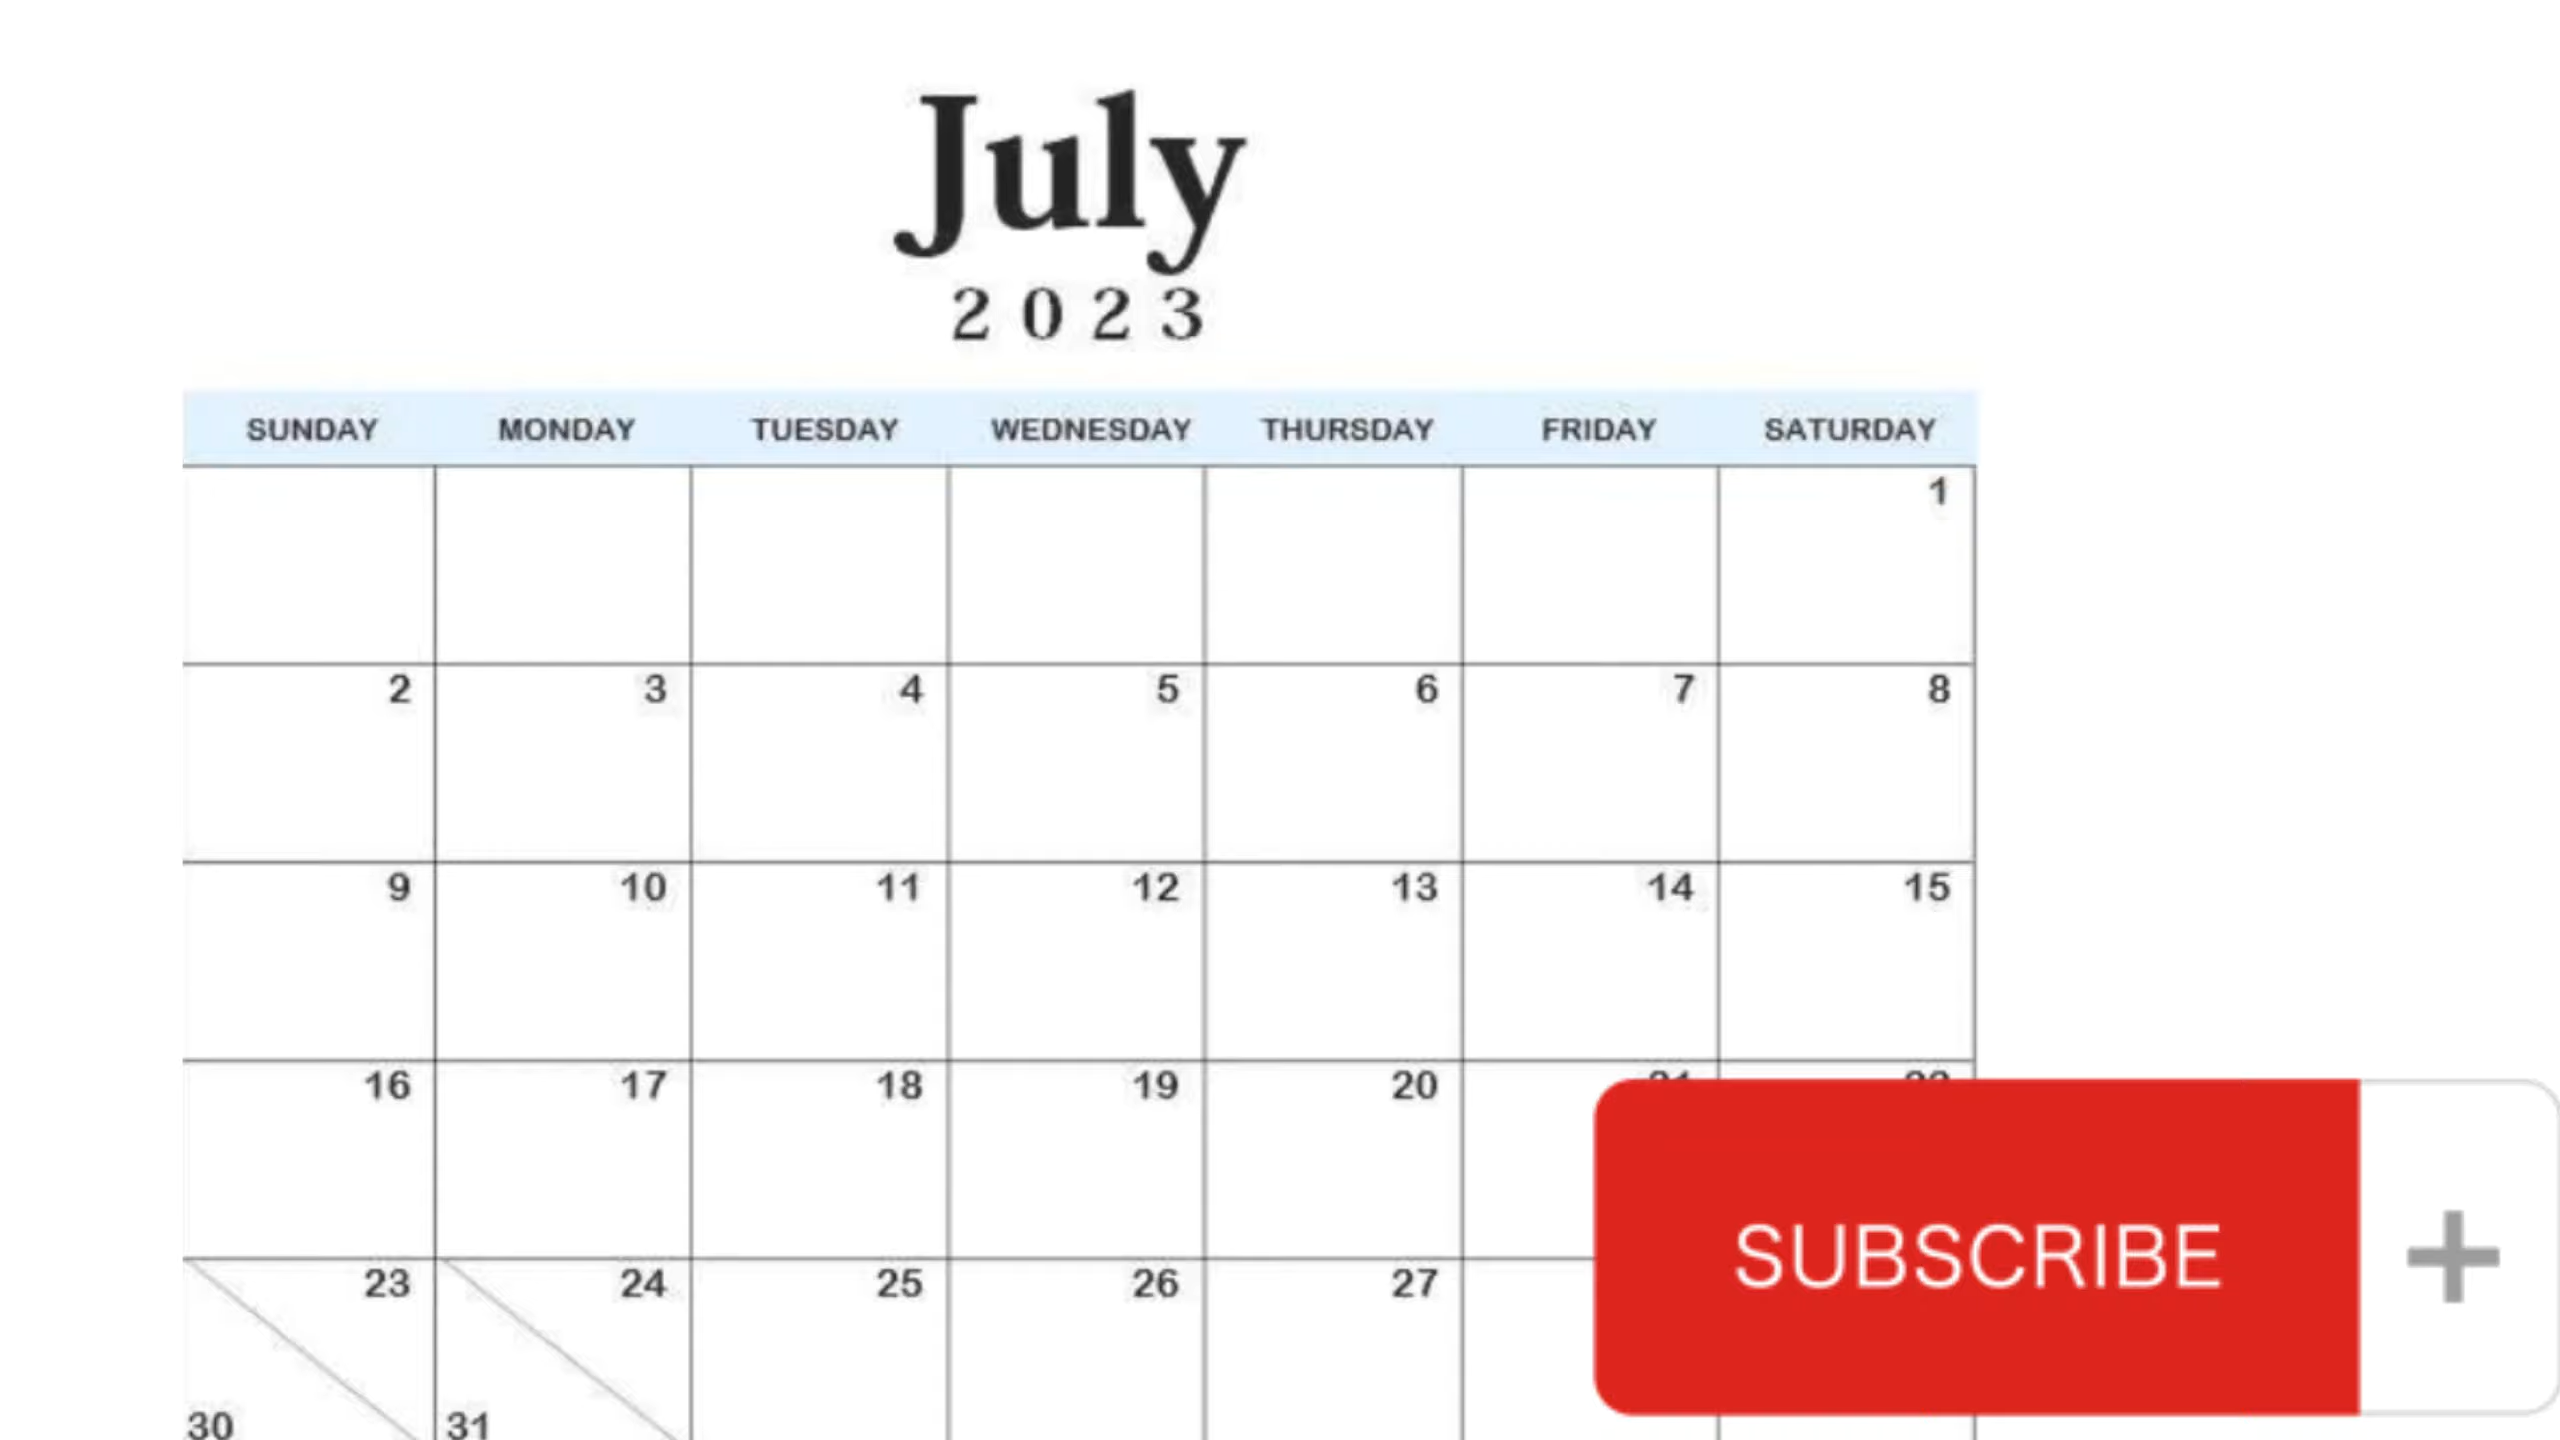 July
2023
SUNDAY MONDAY TUESDAY WEDNESDAY THURSDAY FRIDAY SATURDAY
1
2 3 4 5 6 7 8
9 10 11 12 13 14 15
16 17 18 19 20
SUBSCRIBE +
23 24 25 26 27
30 31